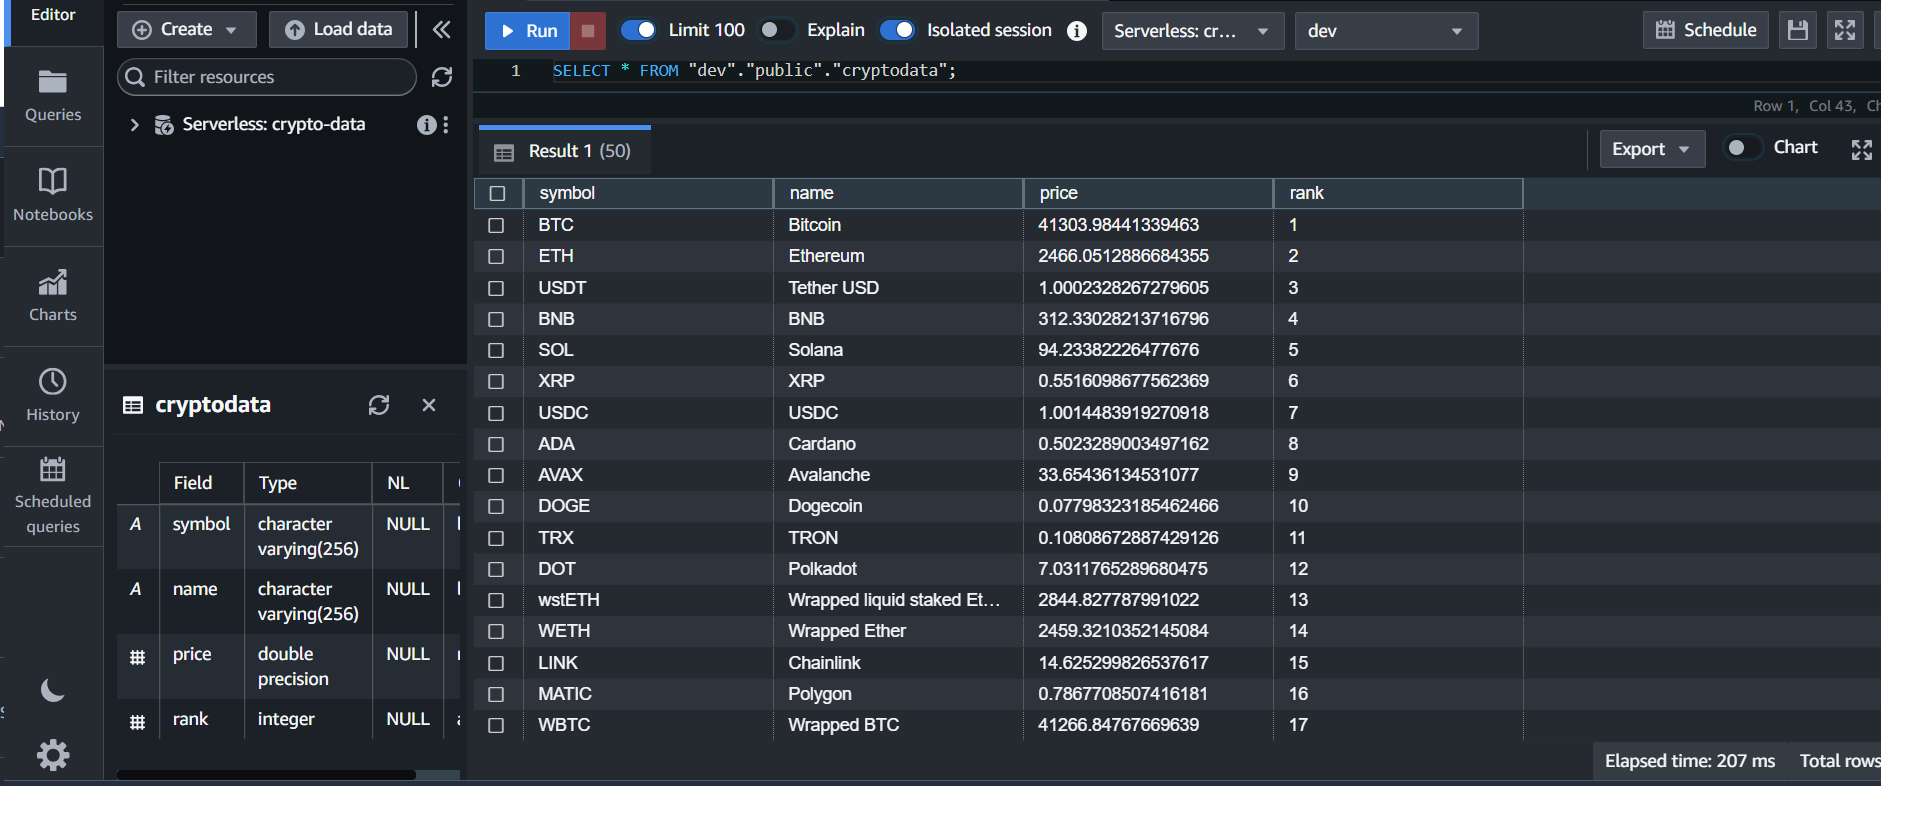 Editor
Create
Load data
Run
Limit 100
Explain
Isolated session
Serverless: cr...
dev
Schedule
Filter resources
1 SELECT * FROM "dev"."public"."cryptodata";
Row 1, Col 43,
Queries
Serverless: crypto-data
Result 1 (50)
Export
Chart
Notebooks
Charts
History
Scheduled
queries
cryptodata
Field Type NL
symbol character varying(256) NULL
name character varying(256) NULL
price double precision NULL
rank integer NULL
symbol name price rank
BTC Bitcoin 41303.98441339463 1
ETH Ethereum 2466.0512886684355 2
USDT Tether USD 1.0002328267279605 3
BNB BNB 312.33028213716796 4
SOL Solana 94.23382226477676 5
XRP XRP 0.5516098677562369 6
USDC USDC 1.0014483919270918 7
ADA Cardano 0.5023289003497162 8
AVAX Avalanche 33.65436134531077 9
DOGE Dogecoin 0.07798323185462466 10
TRX TRON 0.10808672887429126 11
DOT Polkadot 7.0311765289680475 12
wstETH Wrapped liquid staked Et... 2844.827787991022 13
WETH Wrapped Ether 2459.3210352145084 14
LINK Chainlink 14.625299826537617 15
MATIC Polygon 0.7867708507416181 16
WBTC Wrapped BTC 41266.84767669639 17
Elapsed time: 207 ms Total rows